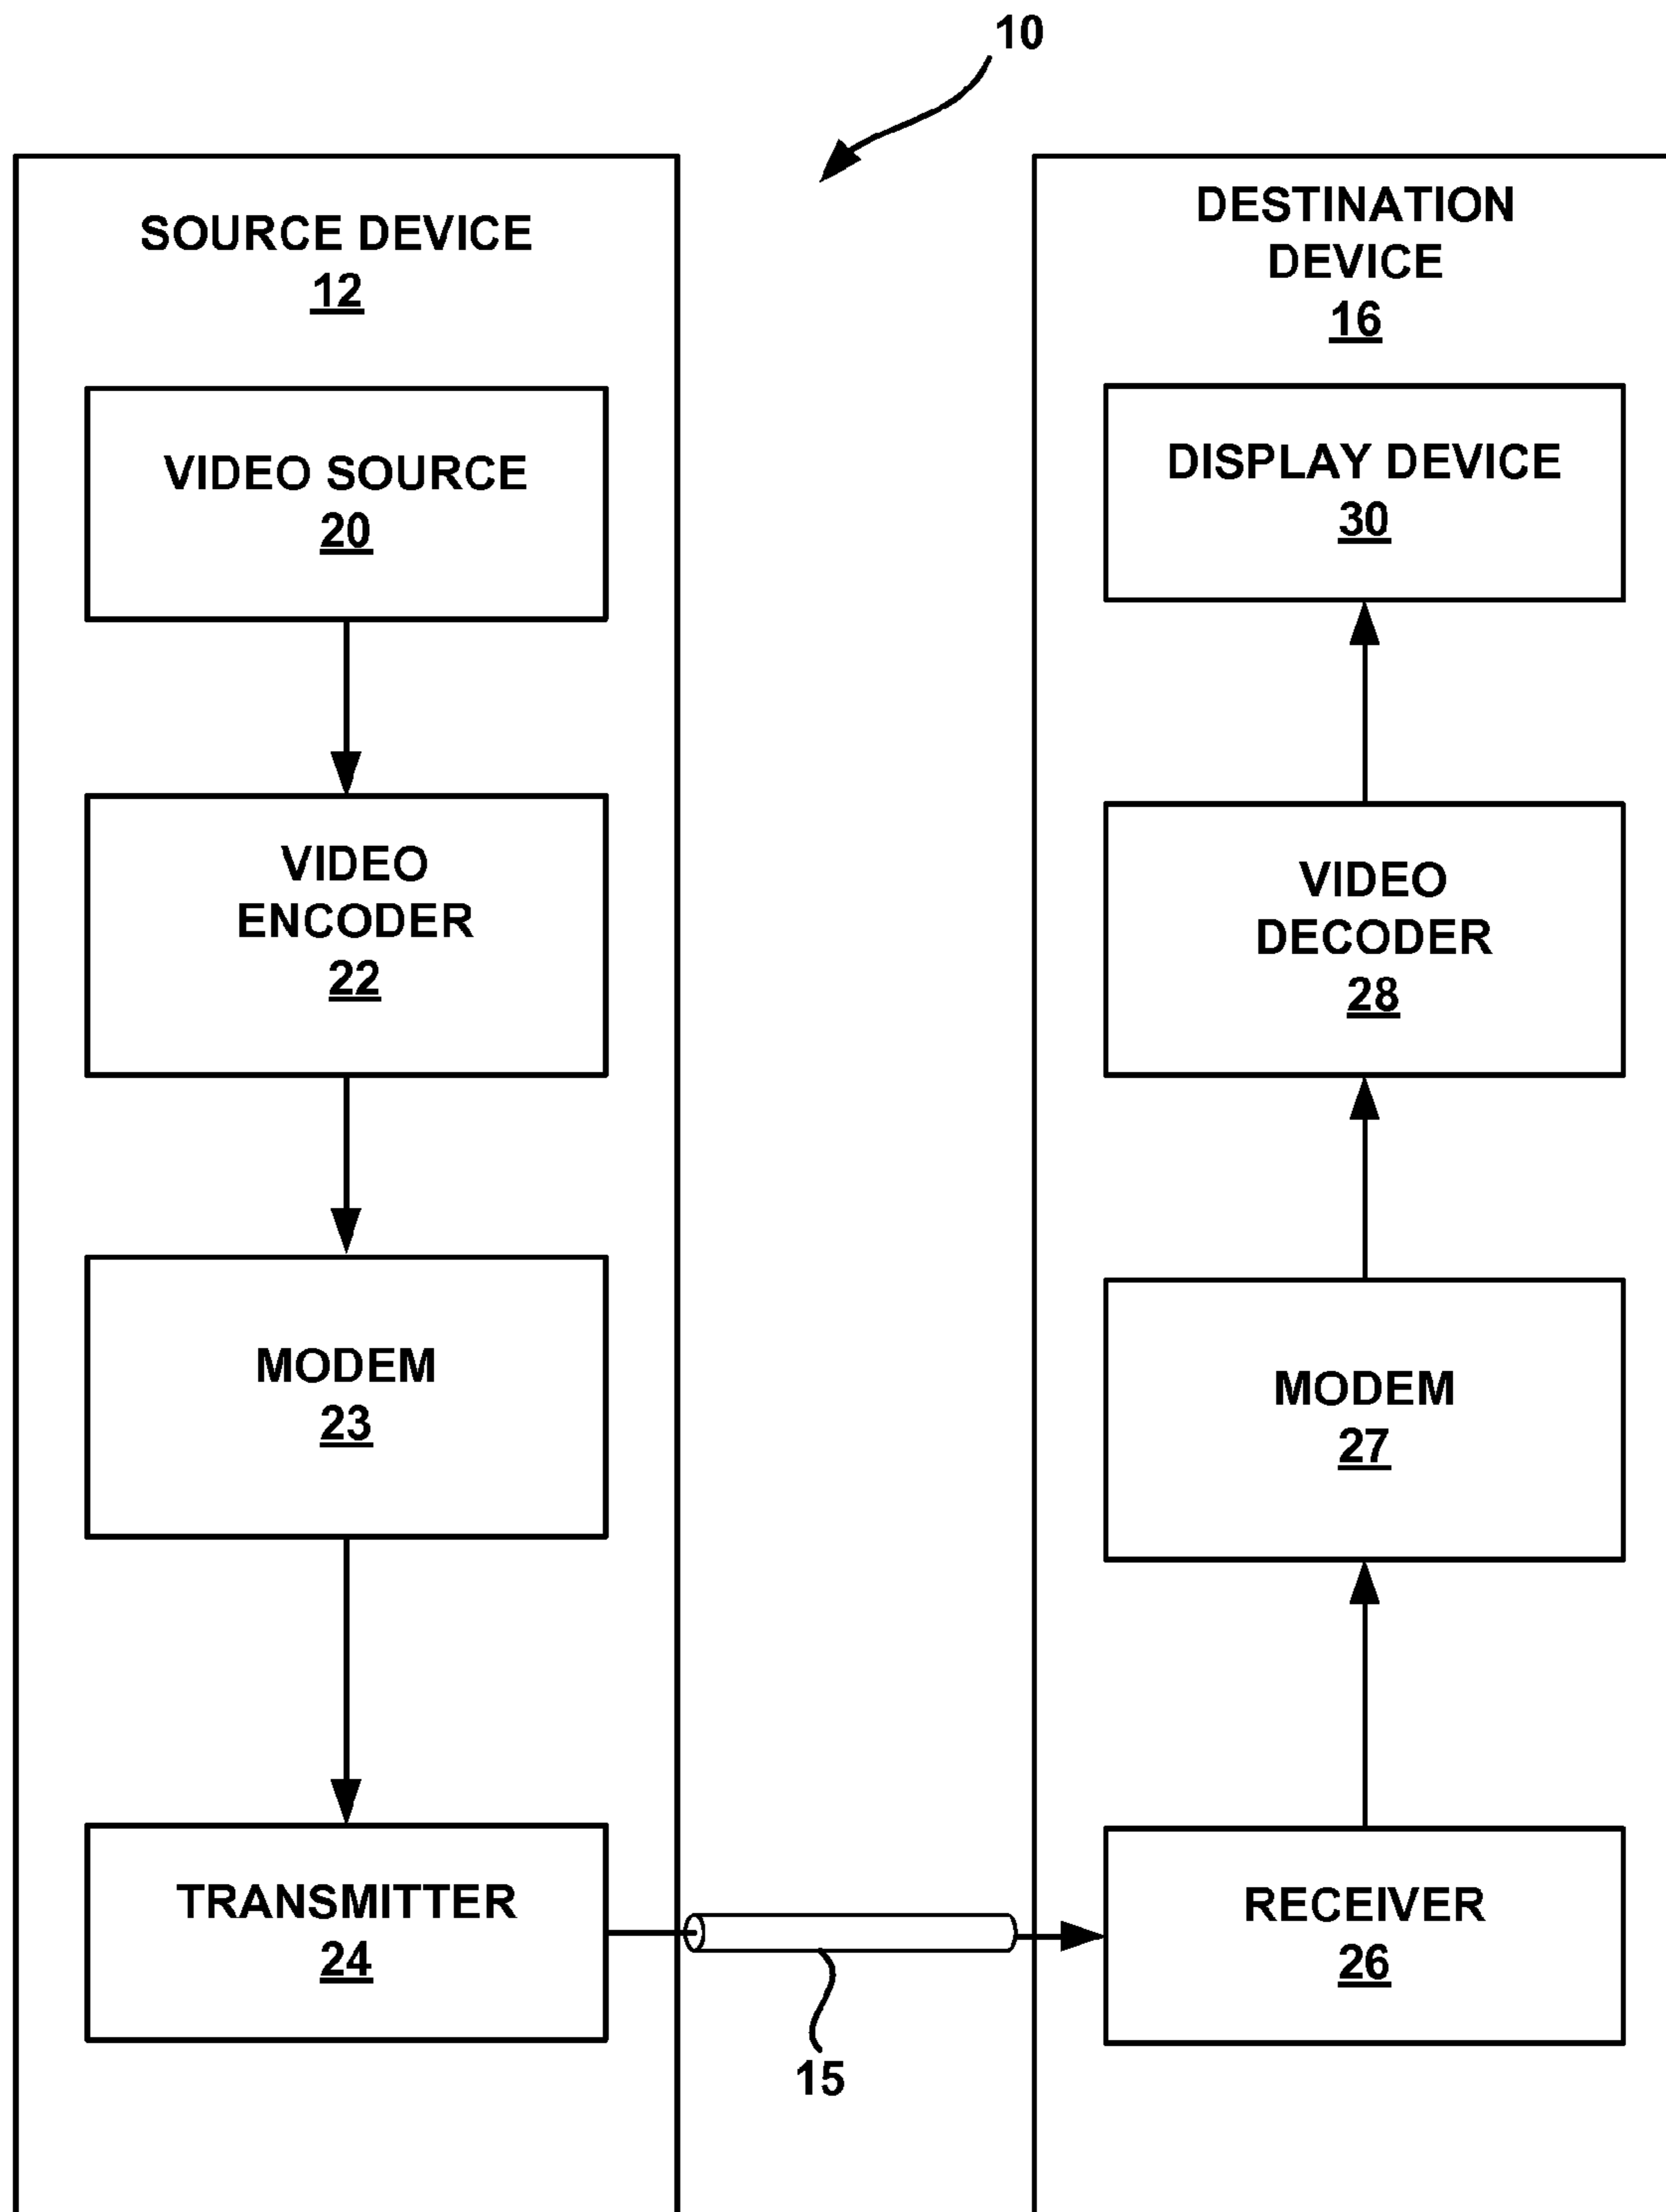 10
SOURCE DEVICE
12
VIDEO SOURCE
20
VIDEO
ENCODER
22
MODEM
23
TRANSMITTER
24
15
DESTINATION
DEVICE
16
DISPLAY DEVICE
30
VIDEO
DECODER
28
MODEM
27
RECEIVER
26